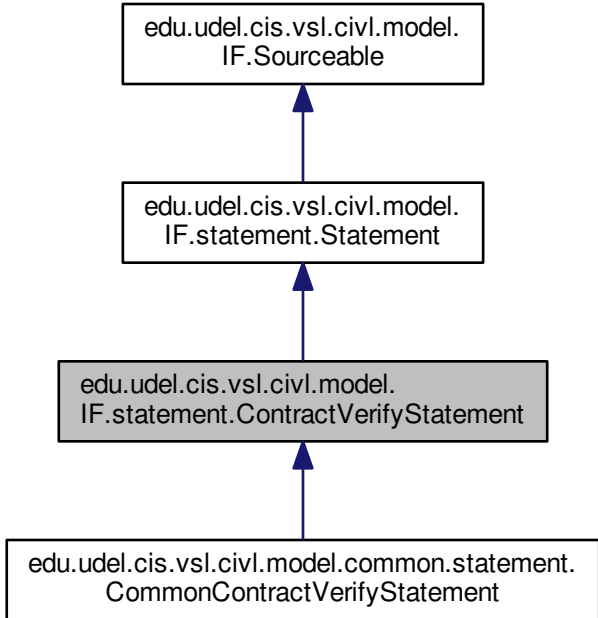 edu.udel.cis.vsl.civl.model.
IF.Sourceable
edu.udel.cis.vsl.civl.model.
IF.statement.Statement
edu.udel.cis.vsl.civl.model.
IF.statement.ContractVerifyStatement
edu.udel.cis.vsl.civl.model.common.statement.
CommonContractVerifyStatement